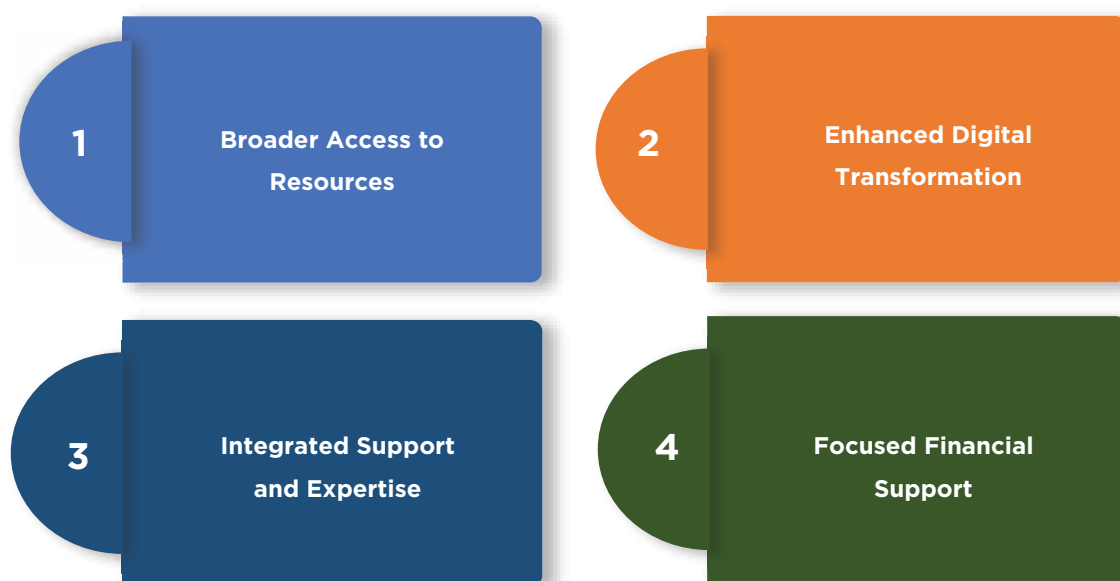 1
Broader Access to
Resources
2
Enhanced Digital
Transformation
3
Integrated Support
and Expertise
4
Focused Financial
Support